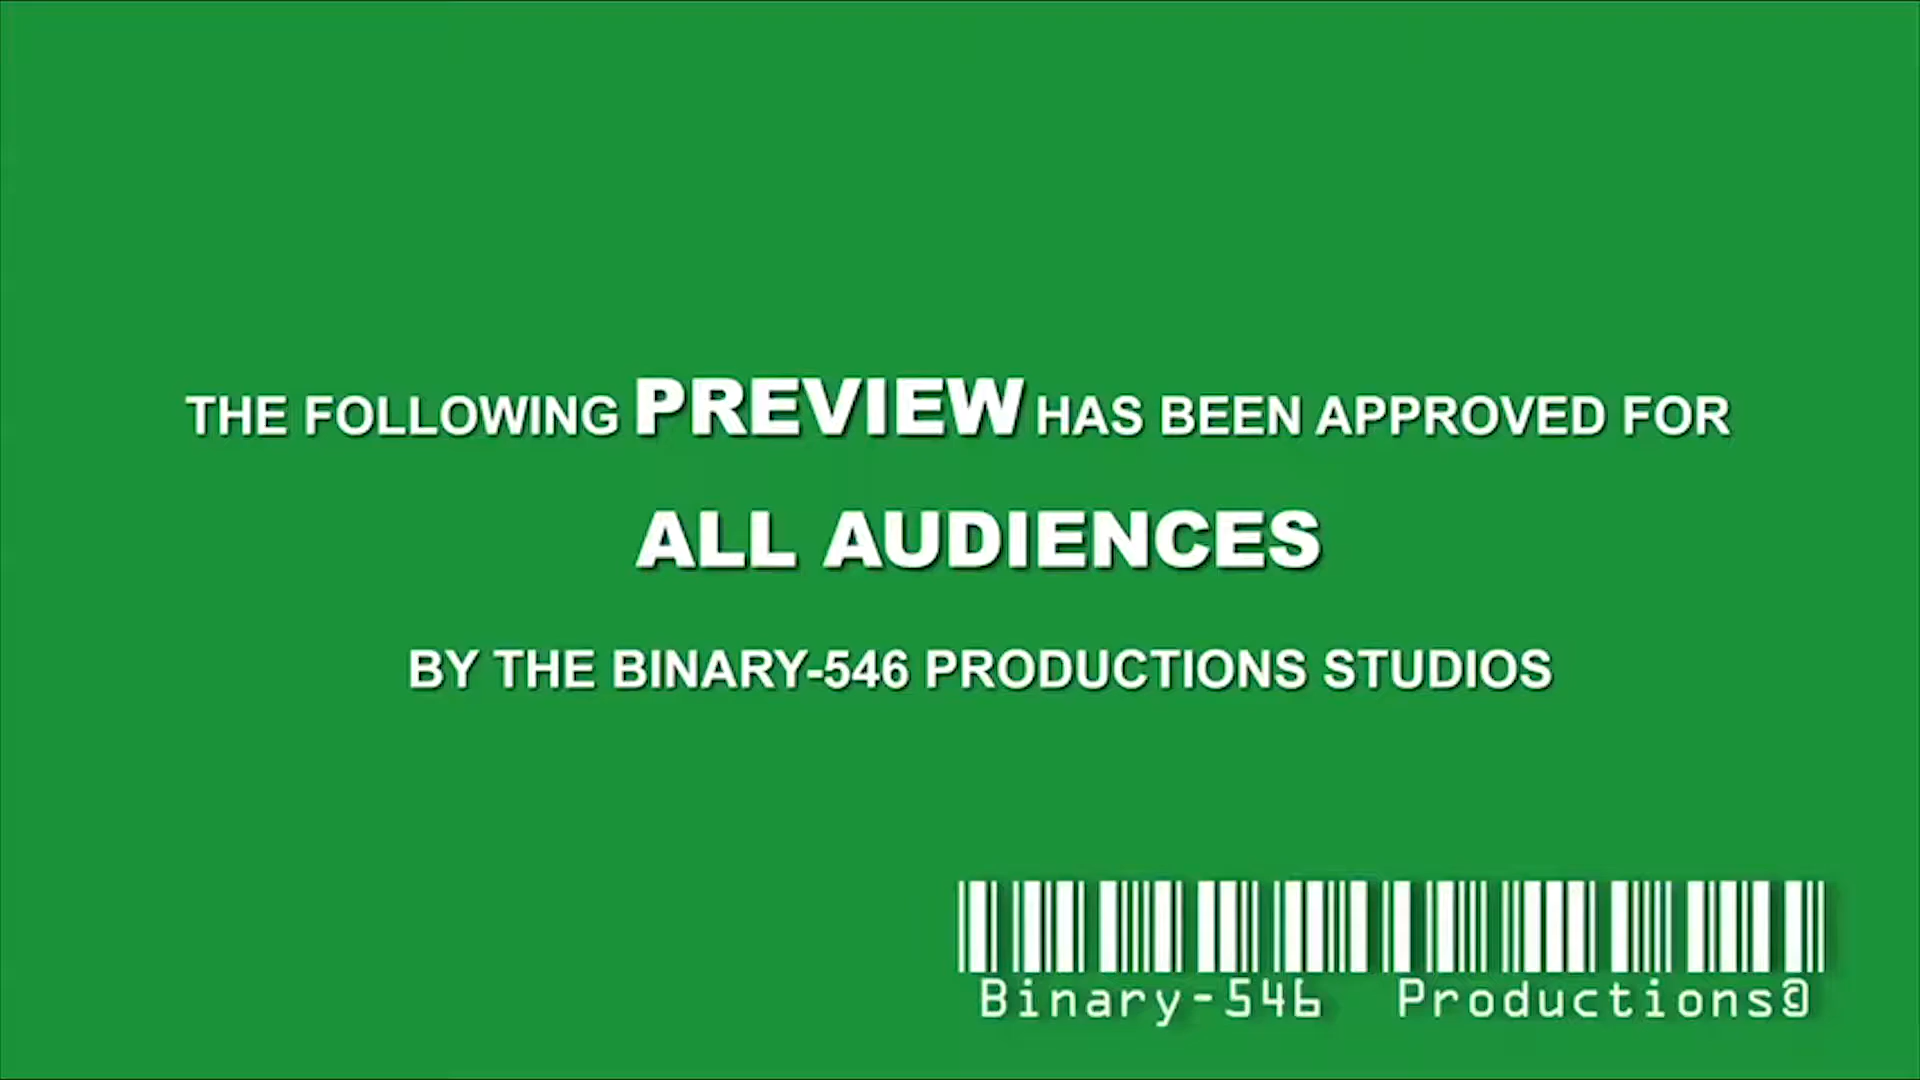 THE FOLLOWING PREVIEW HAS BEEN APPROVED FOR
ALL AUDIENCES
BY THE BINARY-546 PRODUCTIONS STUDIOS
Binary-546 Productions©